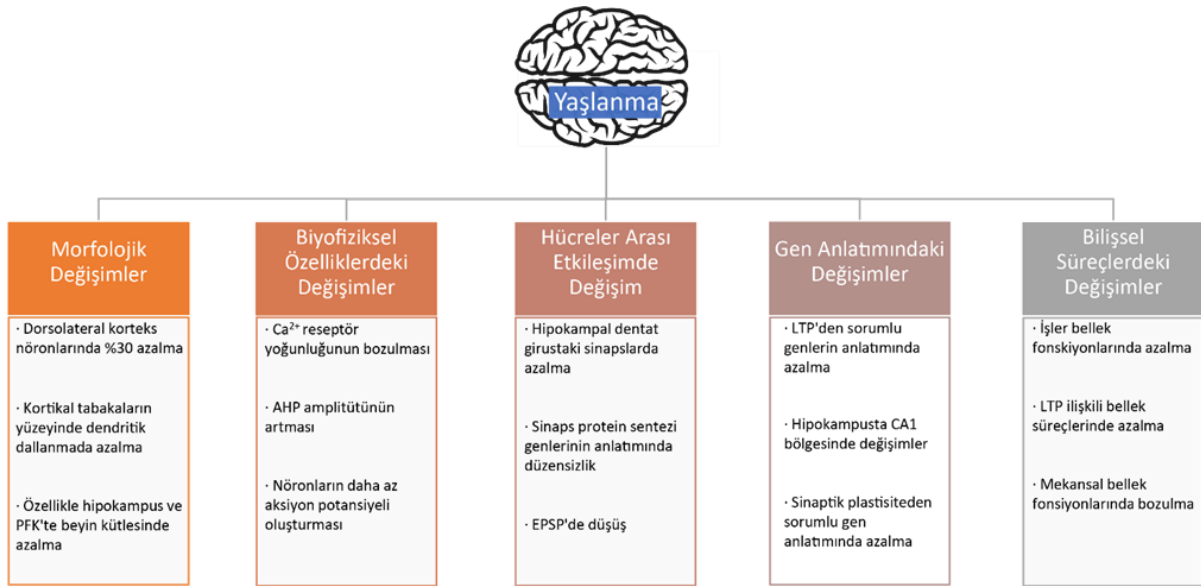 Yaşlanma
Morfolojik
Değişimler
· Dorsolateral korteks
nöronlarında %30 azalma
· Kortikal tabakaların
yüzeyinde dendritik
dallanmada azalma
· Özellikle hipokampus ve
PFK'te beyin kütlesinde
azalma
Biyofiziksel
Özelliklerdeki
Değişimler
· Ca²⁺ reseptör
yoğunluğunun bozulması
· AHP amplitütünün
artması
· Nöronların daha az
aksiyon potansiyeli
oluşturması
Hücreler Arası
Etkileşimde
Değişim
· Hipokampal dentat
girustaki sinapslarda
azalma
· Sinaps protein sentezi
genlerinin anlatımında
düzensizlik
· EPSP'de düşüş
Gen Anlatımındaki
Değişimler
· LTP'den sorumlu
genlerin anlatımında
azalma
· Hipokampusta CA1
bölgesinde değişimler
· Sinaptik plastisiteden
sorumlu gen
anlatımında azalma
Bilişsel
Süreçlerdeki
Değişimler
· İşler bellek
fonskiyonlarında azalma
· LTP ilişkili bellek
süreçlerinde azalma
· Mekansal bellek
fonsiyonlarında bozulma